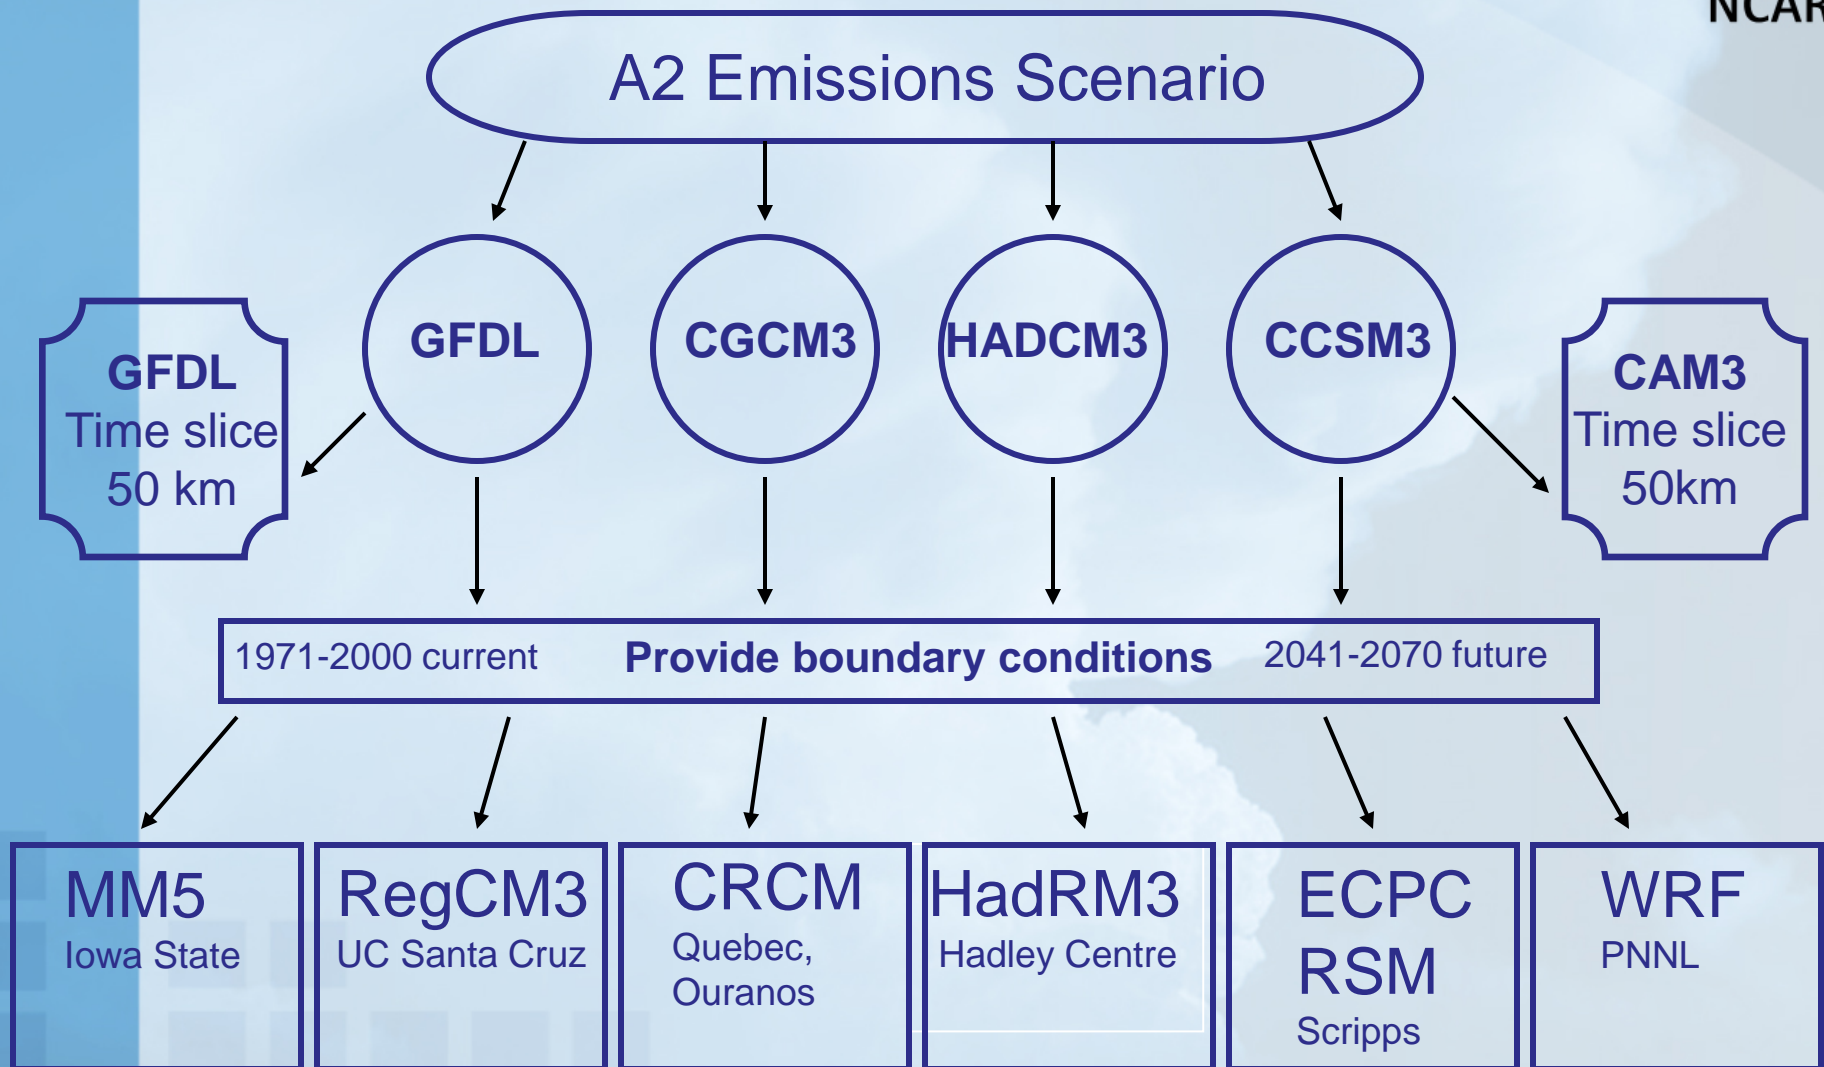 NCAR
A2 Emissions Scenario
GFDL
CGCM3
HADCM3
CCSM3
GFDL
Time slice
50 km
CAM3
Time slice
50km
1971-2000 current
Provide boundary conditions
2041-2070 future
MM5
Iowa State
RegCM3
UC Santa Cruz
CRCM
Quebec,
Ouranos
HadRM3
Hadley Centre
ECPC
RSM
Scripps
WRF
PNNL